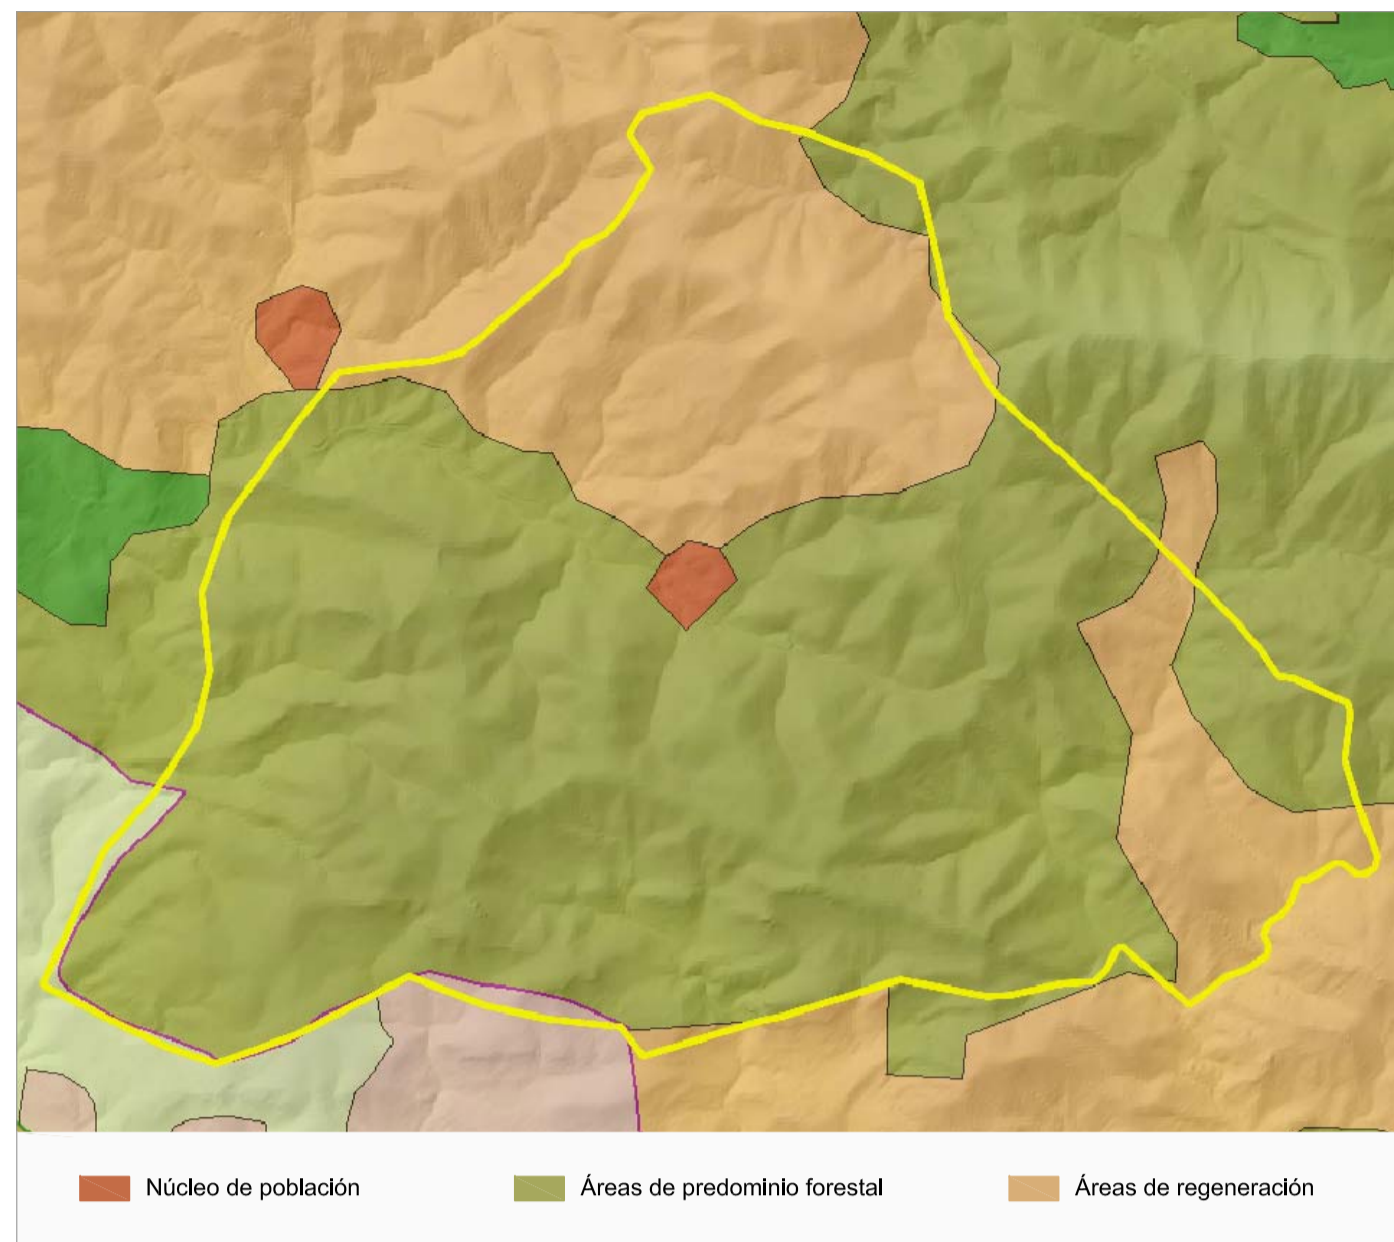 Núcleo de población
Áreas de predominio forestal
Áreas de regeneración